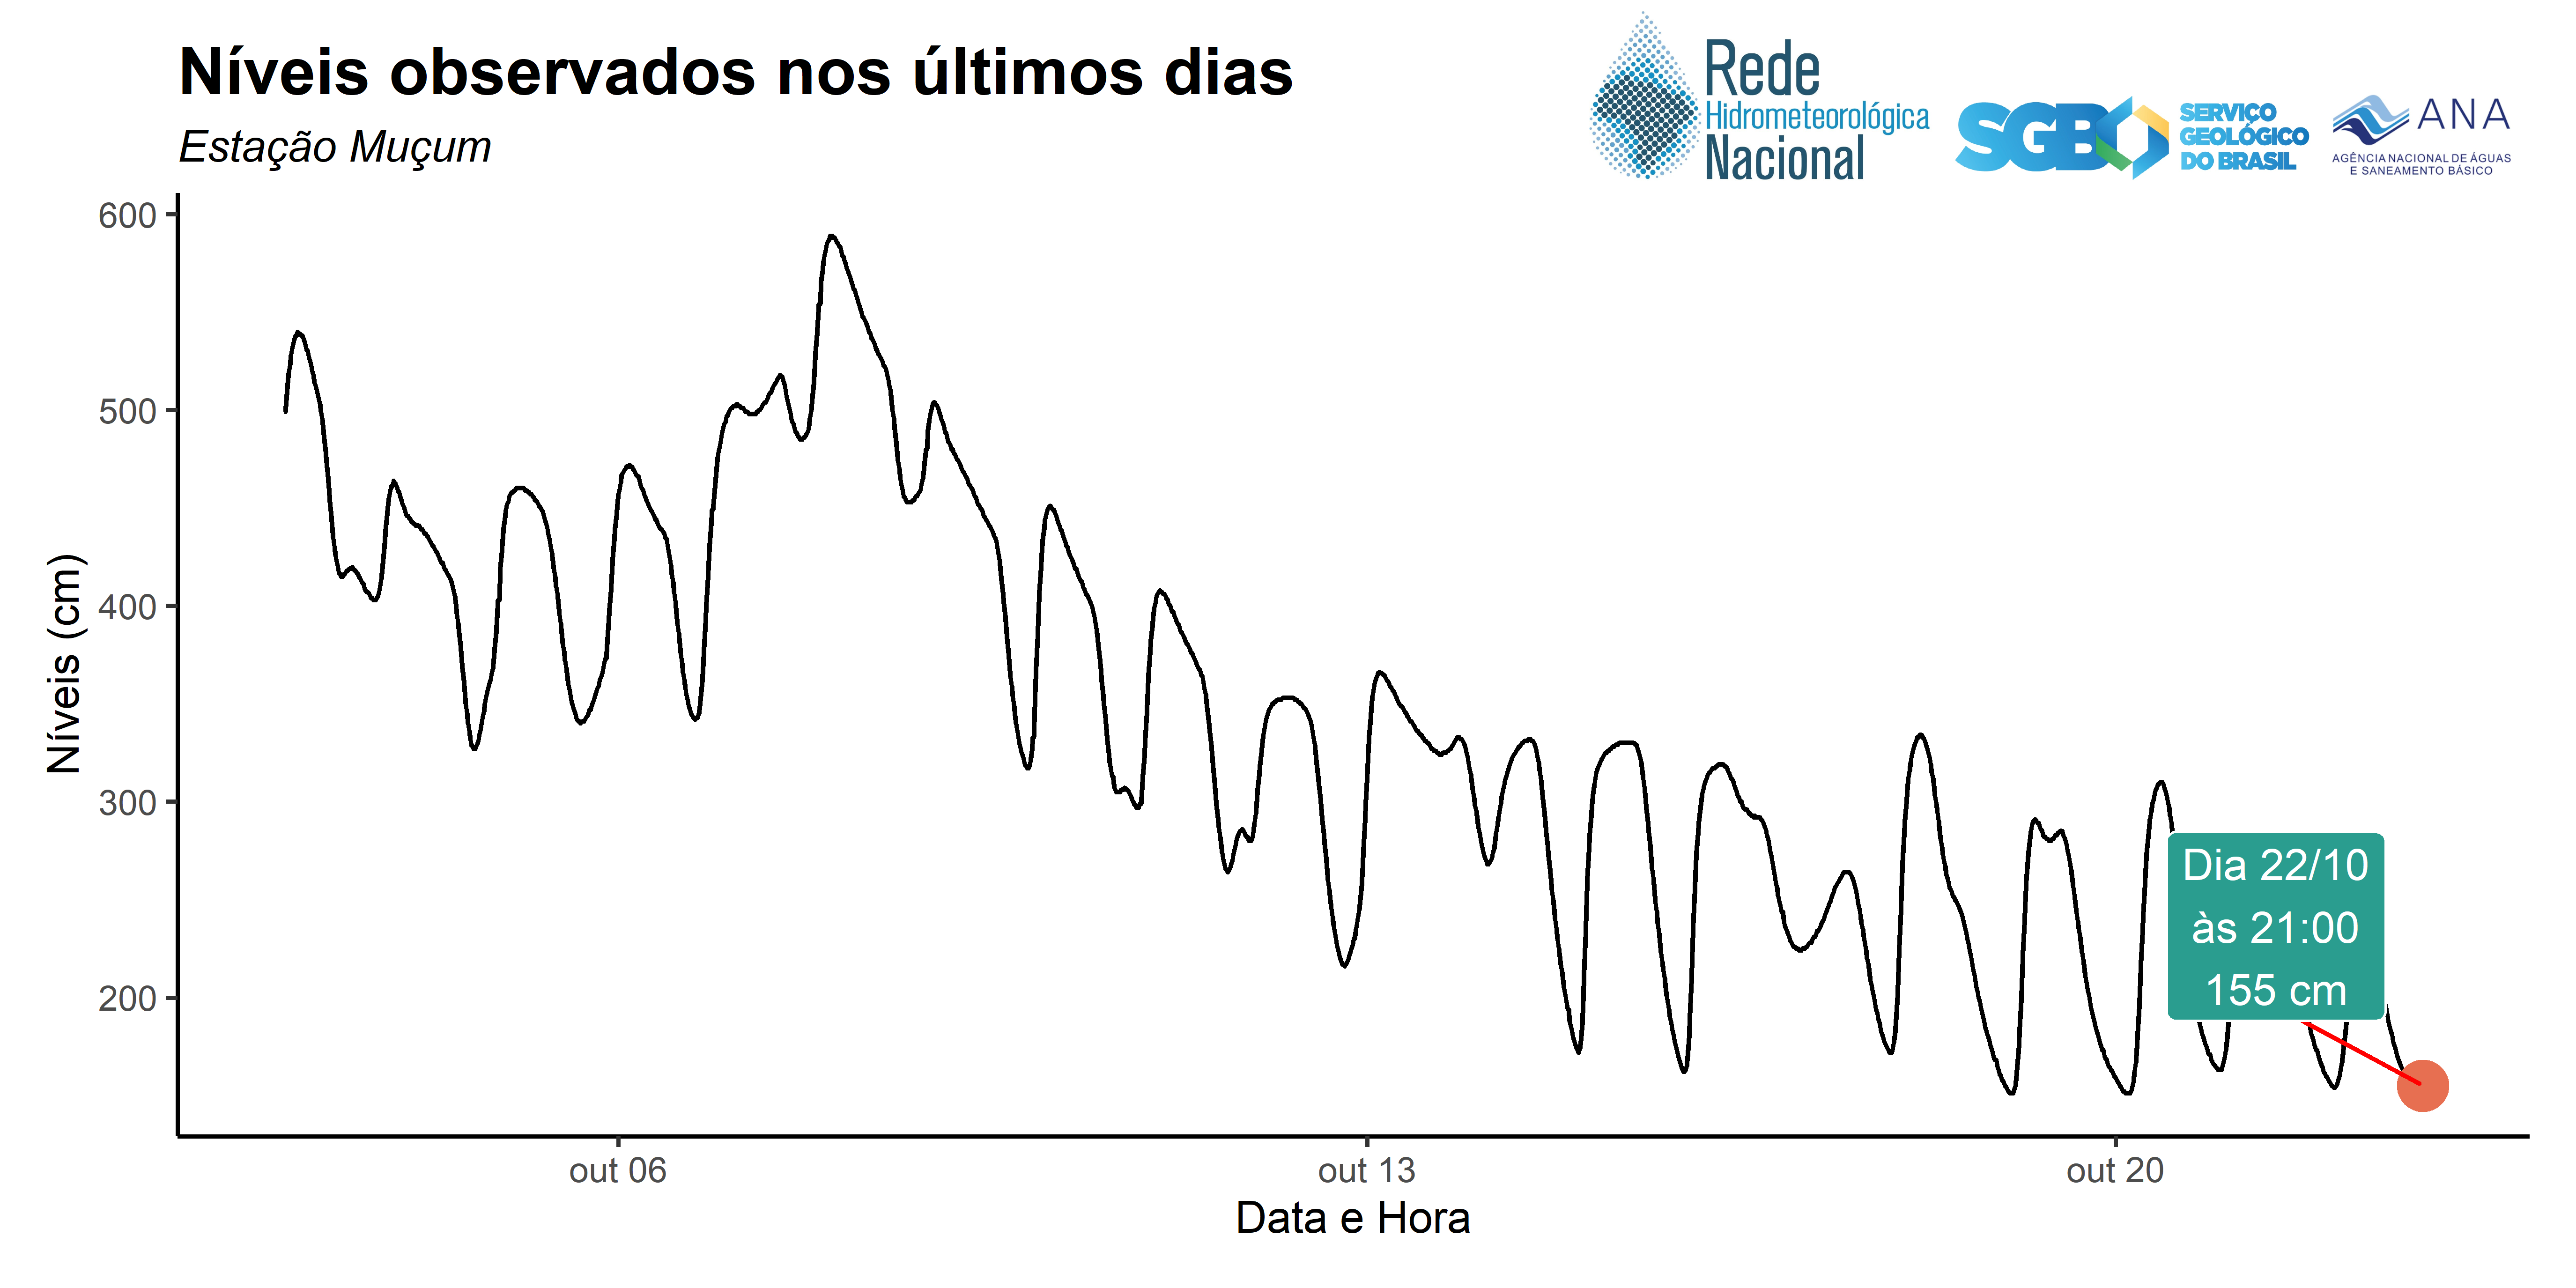 Níveis observados nos últimos dias
Estação Muçum
Rede
Hidrometeorológica
Nacional
SGB
SERVIÇO
GEOLÓGICO
DO BRASIL
ANA
AGÊNCIA NACIONAL DE ÁGUAS
E SANEAMENTO BÁSICO
Níveis (cm)
600
500
400
300
200
Dia 22/10
às 21:00
155 cm
out 06
out 13
out 20
Data e Hora